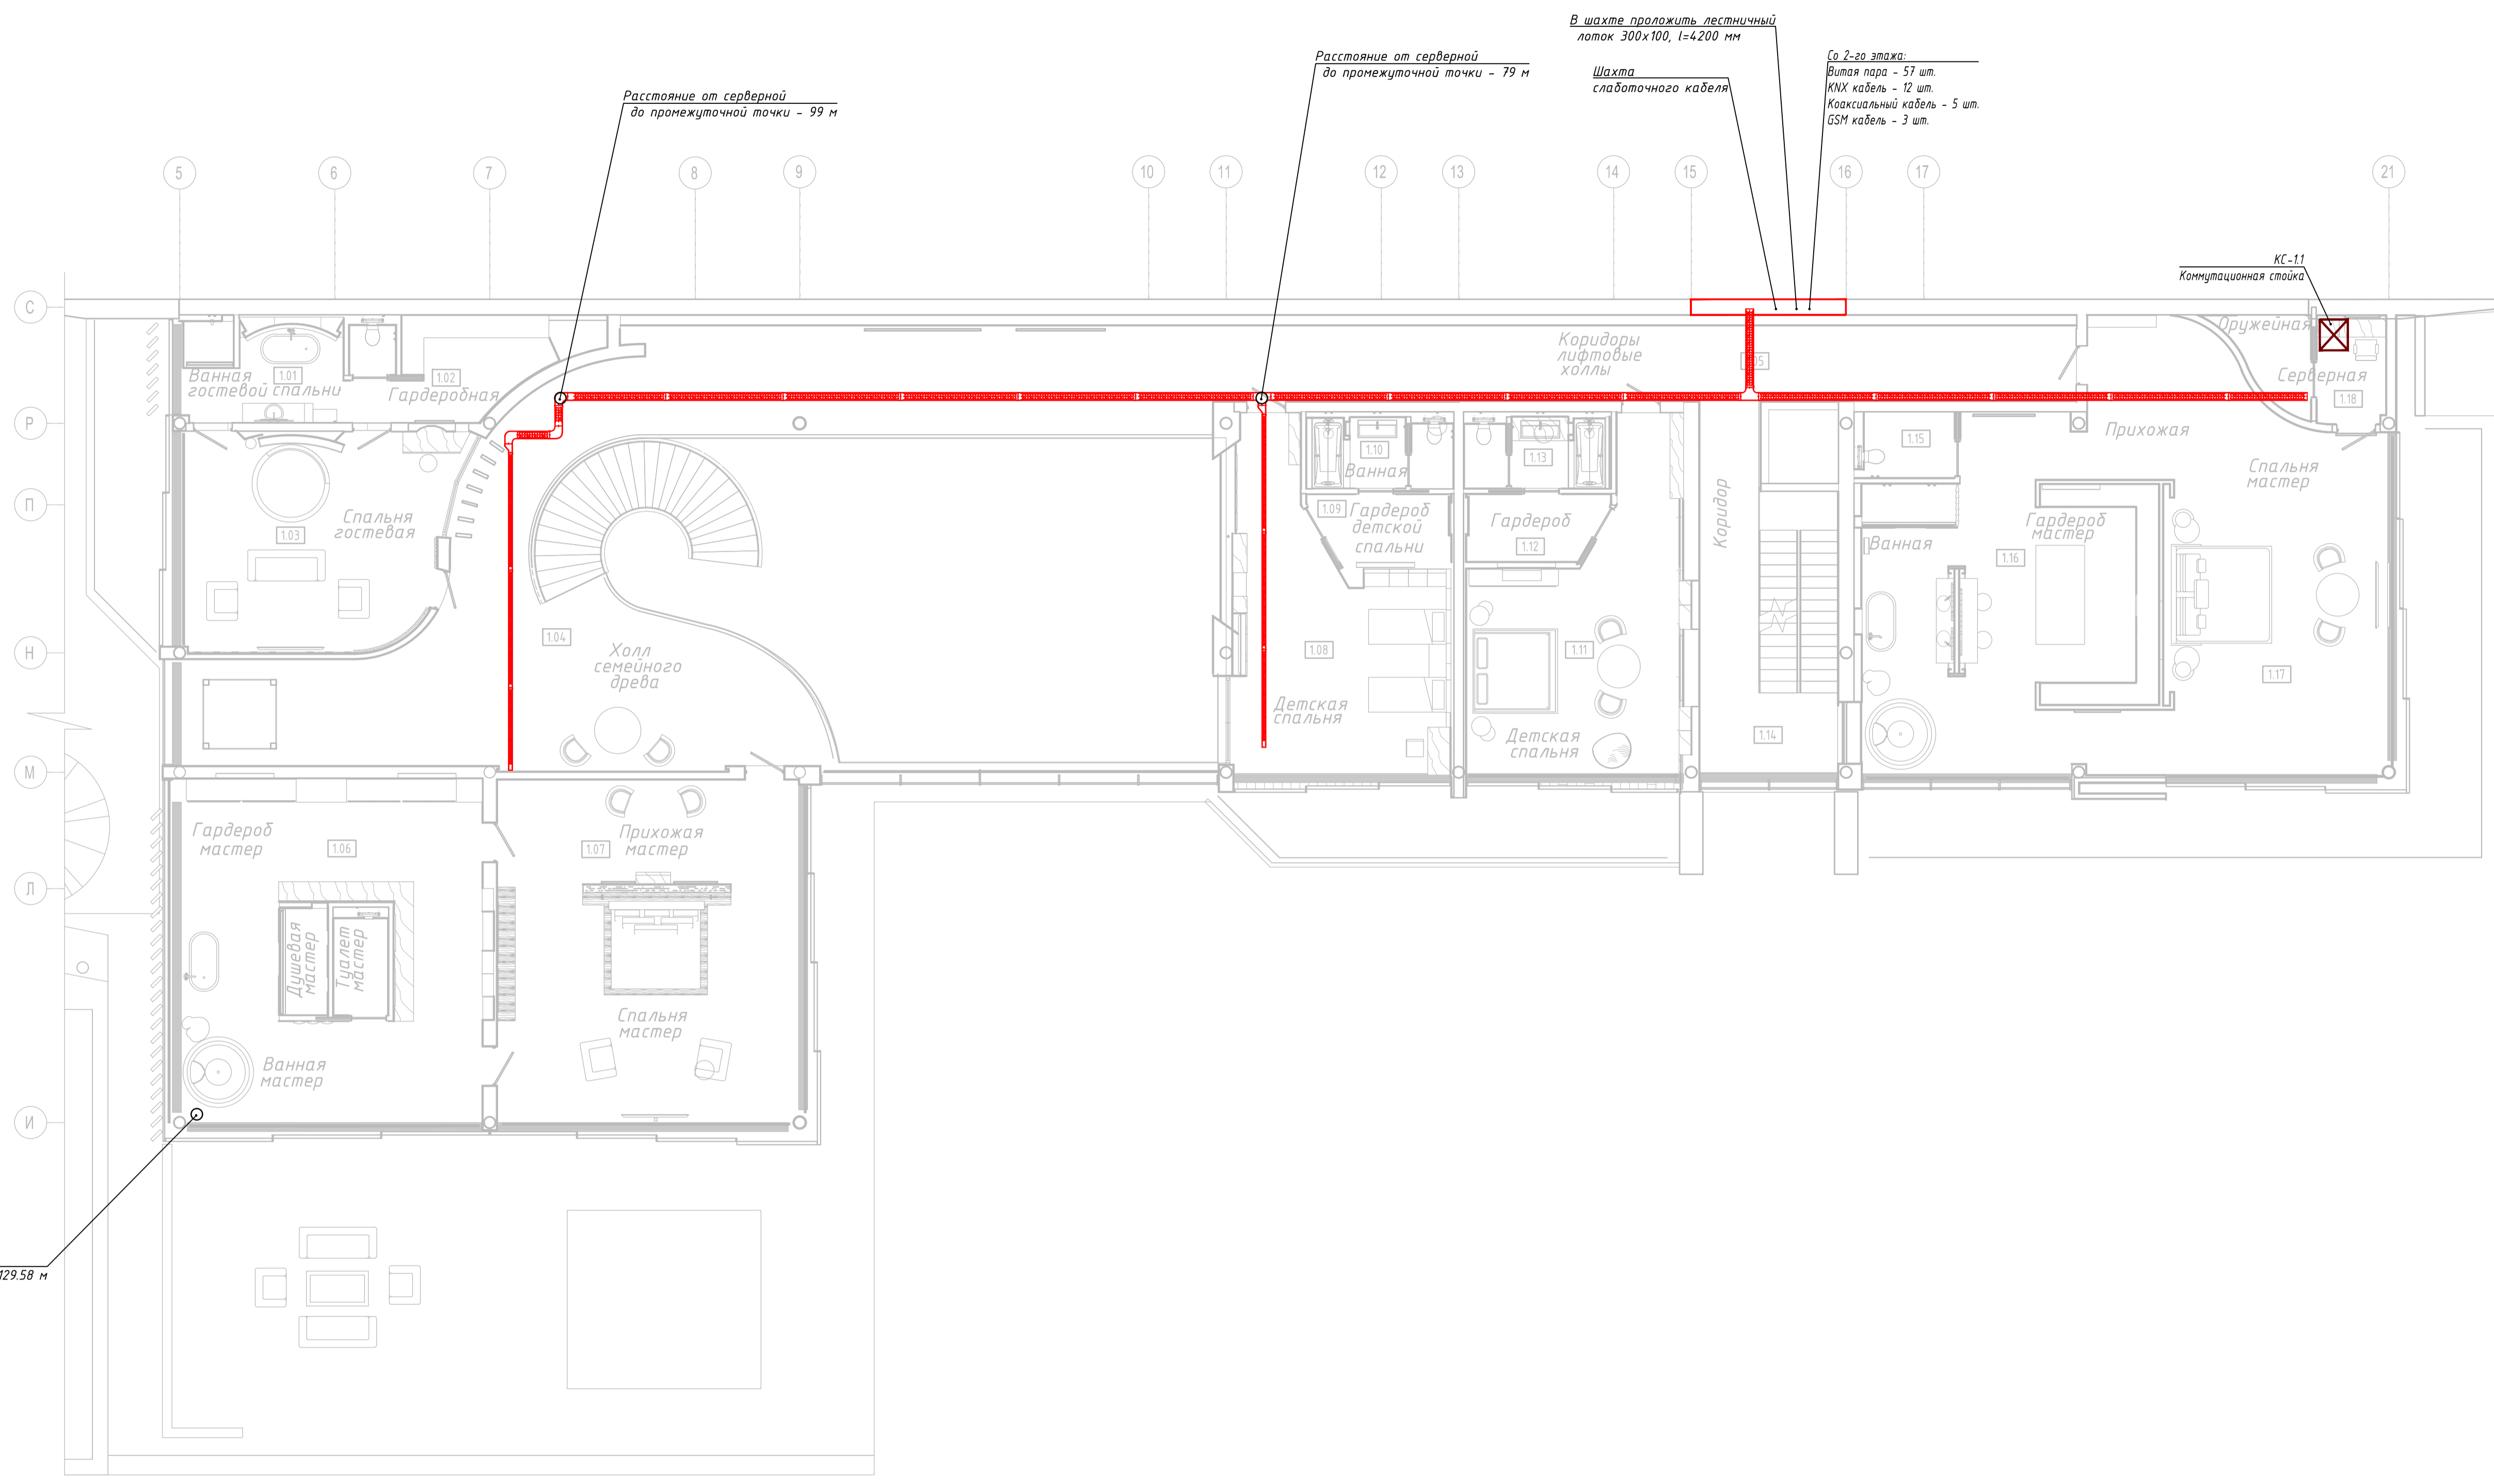 В шахте проложить лестничный
лоток 300х100, l=4200 мм
Расстояние от серверной
до промежуточной точки - 79 м
Шахта
слаботочного кабеля
Со 2-го этажа:
Витая пара - 57 шт.
KNX кабель - 12 шт.
Коаксиальный кабель - 5 шт.
GSM кабель - 3 шт.
Расстояние от серверной
до промежуточной точки - 99 м
5
6
7
8
9
10
11
12
13
14
15
16
17
21
КС-1.1
Коммутационная стойка
С
Р
П
Н
М
Л
И
Ванная
гостевой спальни
1.01
1.02
Гардеробная
Коридоры
лифтовые
холлы
Оружейная
Серверная
1.18
Спальня
гостевая
1.03
1.10
Ванная
1.09
Гардероб
детской
спальни
1.13
Гардероб
1.12
Коридор
1.15
Прихожая
Спальня
мастер
Ванная
Гардероб
мастер
1.16
1.04
Холл
семейного
древа
1.08
Детская
спальня
1.11
Детская
спальня
1.14
1.17
Гардероб
мастер
1.06
1.07
Прихожая
мастер
Душевая
мастер
Туалет
мастер
Спальня
мастер
Ванная
мастер
129.58 м